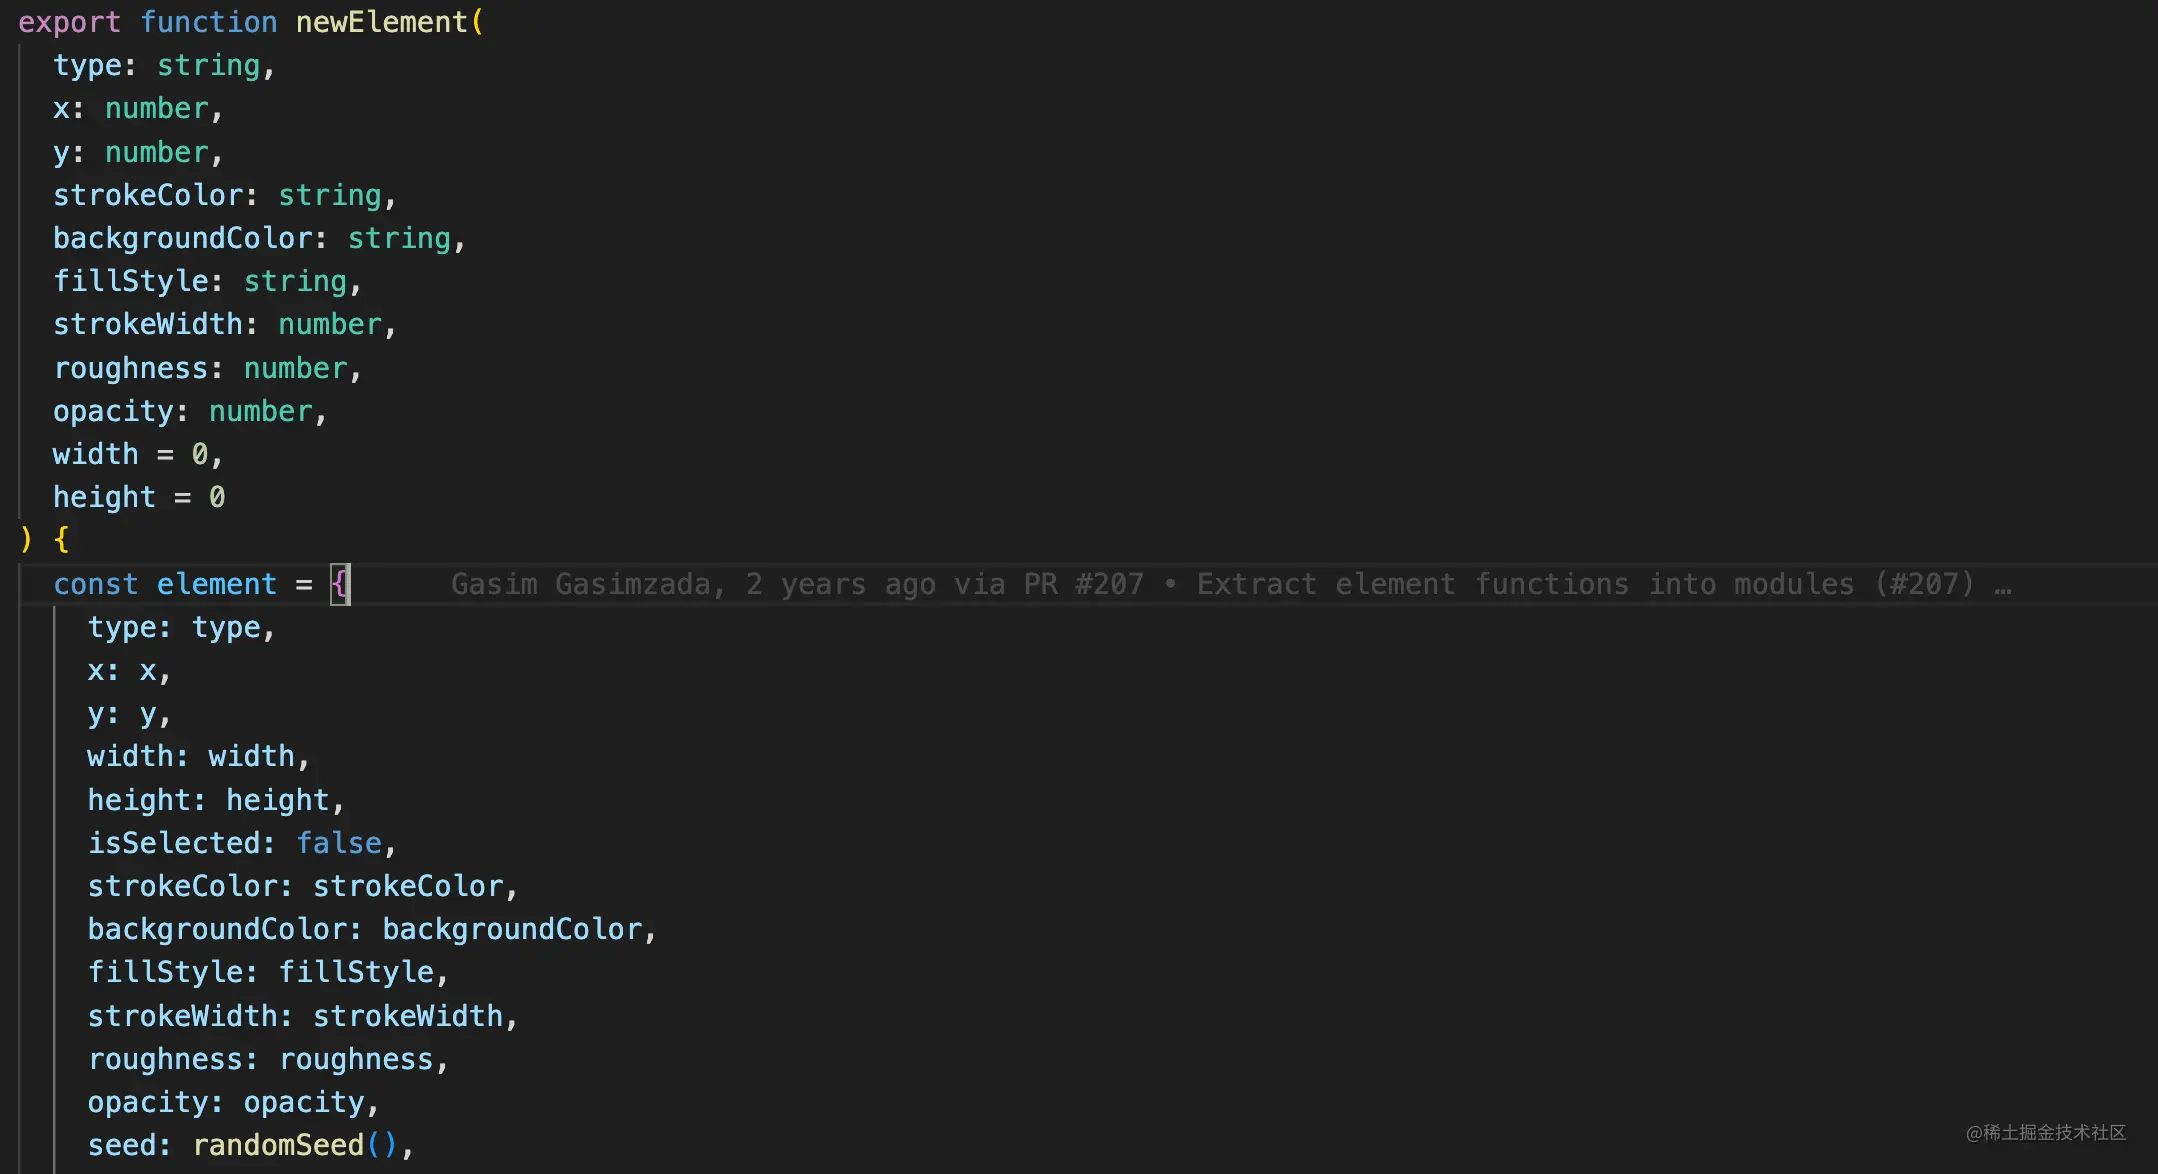 export function newElement(
  type: string,
  x: number,
  y: number,
  strokeColor: string,
  backgroundColor: string,
  fillStyle: string,
  strokeWidth: number,
  roughness: number,
  opacity: number,
  width = 0,
  height = 0
) {
  const element = {      Gasim Gasimzada, 2 years ago via PR #207 • Extract element functions into modules (#207) …
    type: type,
    x: x,
    y: y,
    width: width,
    height: height,
    isSelected: false,
    strokeColor: strokeColor,
    backgroundColor: backgroundColor,
    fillStyle: fillStyle,
    strokeWidth: strokeWidth,
    roughness: roughness,
    opacity: opacity,
    seed: randomSeed(),
@稀土掘金技术社区